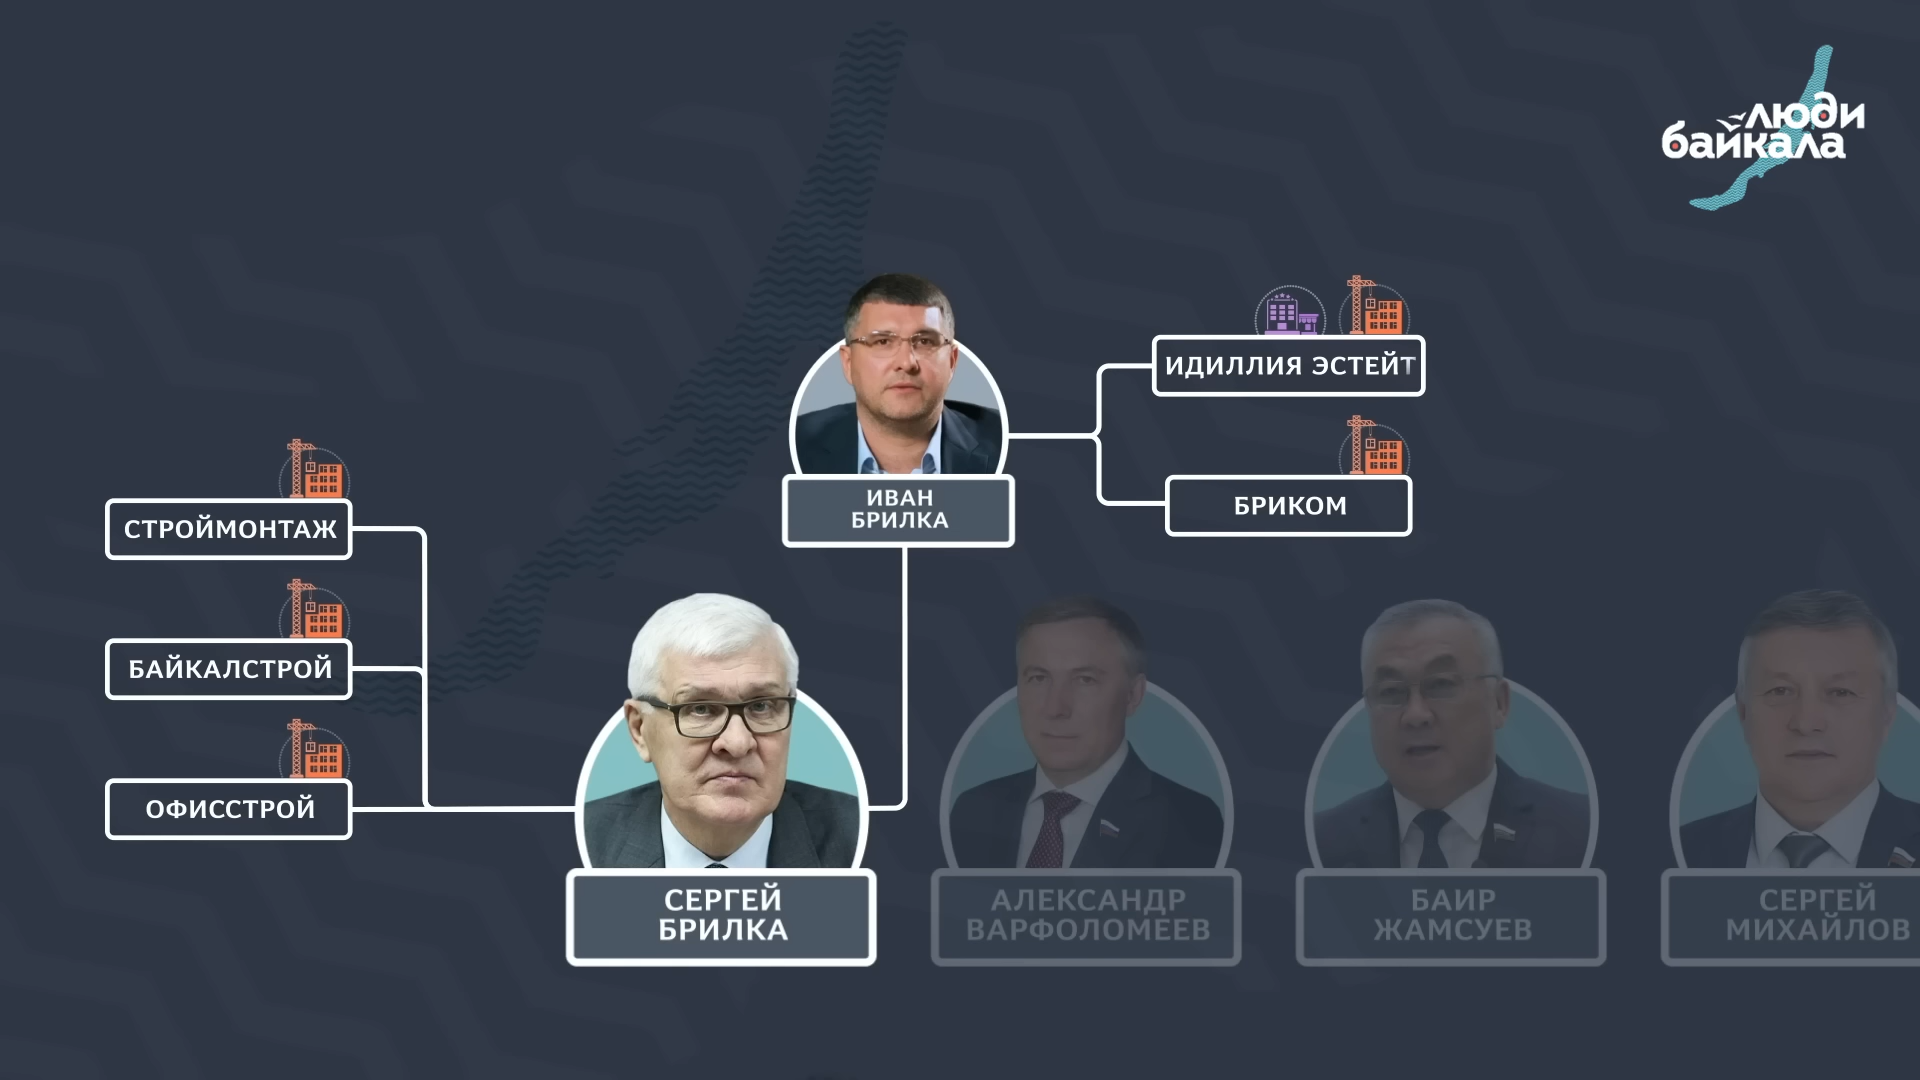 люди
байкала
ИДИЛЛИЯ ЭСТЕЙТ
БРИКОМ
ИВАН
БРИЛКА
СТРОЙМОНТАЖ
БАЙКАЛСТРОЙ
ОФИССТРОЙ
СЕРГЕЙ
БРИЛКА
АЛЕКСАНДР
ВАРФОЛОМЕЕВ
БАИР
ЖАМСУЕВ
СЕРГЕЙ
МИХАЙЛОВ